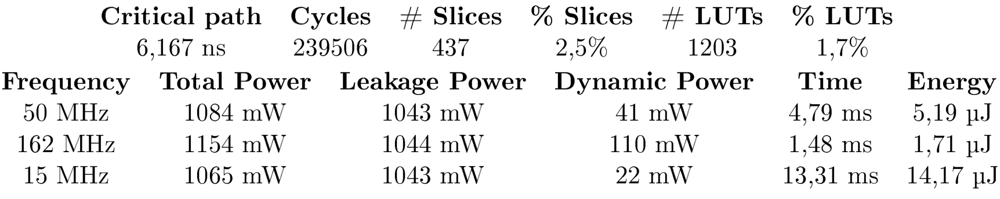 Critical path Cycles # Slices % Slices # LUTs % LUTs
6,167 ns 239506 437 2,5% 1203 1,7%
Frequency Total Power Leakage Power Dynamic Power Time Energy
50 MHz 1084 mW 1043 mW 41 mW 4,79 ms 5,19 µJ
162 MHz 1154 mW 1044 mW 110 mW 1,48 ms 1,71 µJ
15 MHz 1065 mW 1043 mW 22 mW 13,31 ms 14,17 µJ